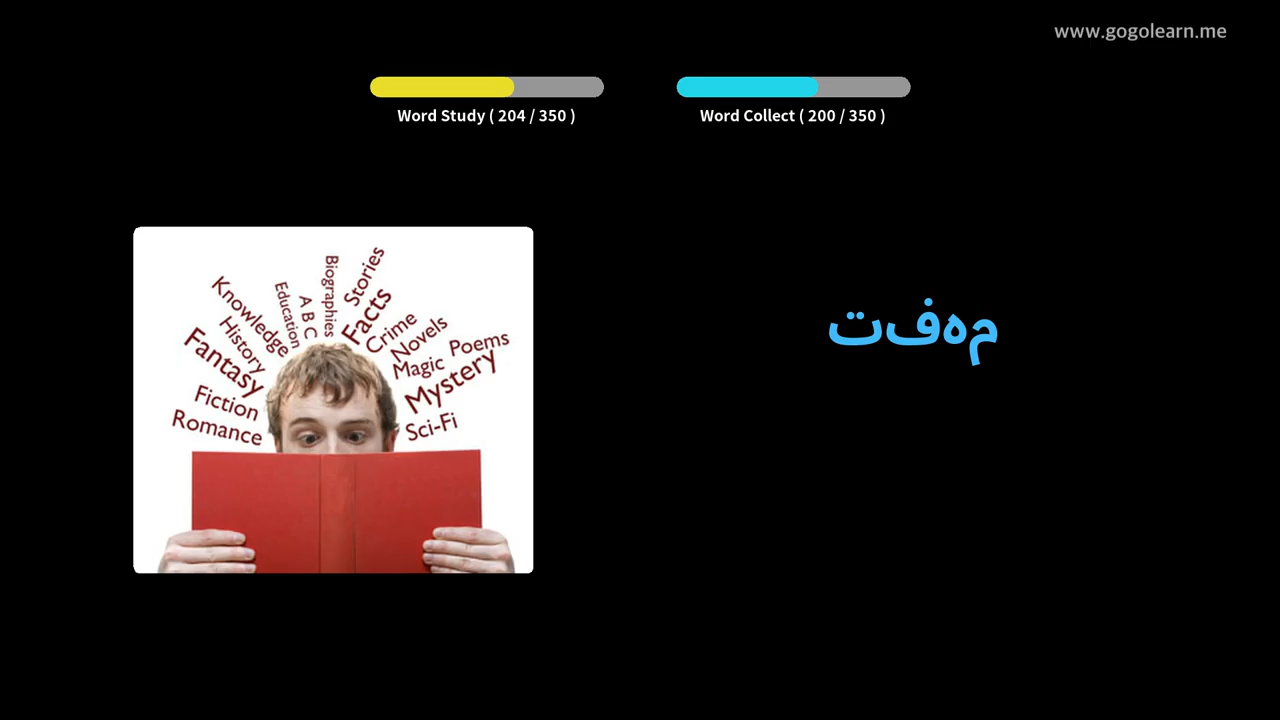 www.gogolearn.me
Word Study ( 204 / 350 )
Word Collect ( 200 / 350 )
Biographies
Stories
Knowledge
Education
A B C
Facts
History
Crime
Novels
Fantasy
Magic
Poems
Mystery
Fiction
Romance
Sci-Fi
مهفت